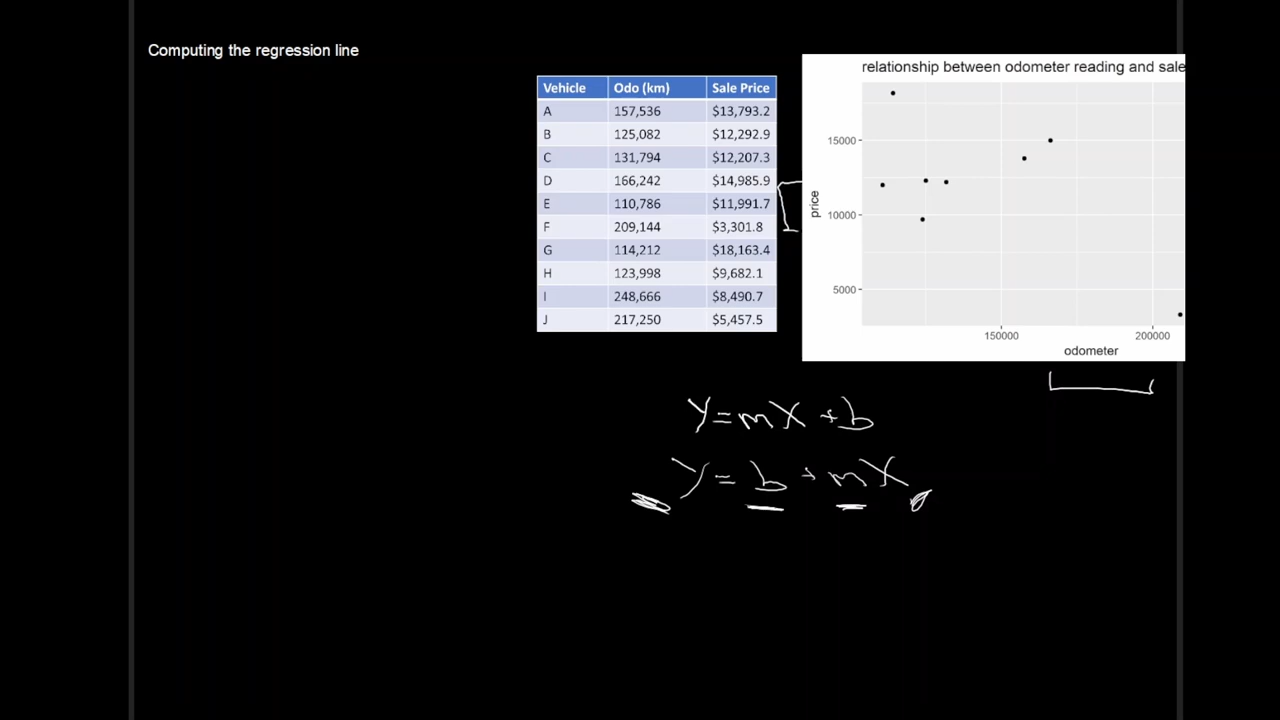 Computing the regression line
Vehicle Odo (km) Sale Price
A 157,536 $13,793.2
B 125,082 $12,292.9
C 131,794 $12,207.3
D 166,242 $14,985.9
E 110,786 $11,991.7
F 209,144 $3,301.8
G 114,212 $18,163.4
H 123,998 $9,682.1
I 248,666 $8,490.7
J 217,250 $5,457.5
relationship between odometer reading and sale
15000
10000
5000
price
150000 200000
odometer
Y=mX+b
Y=b+mX